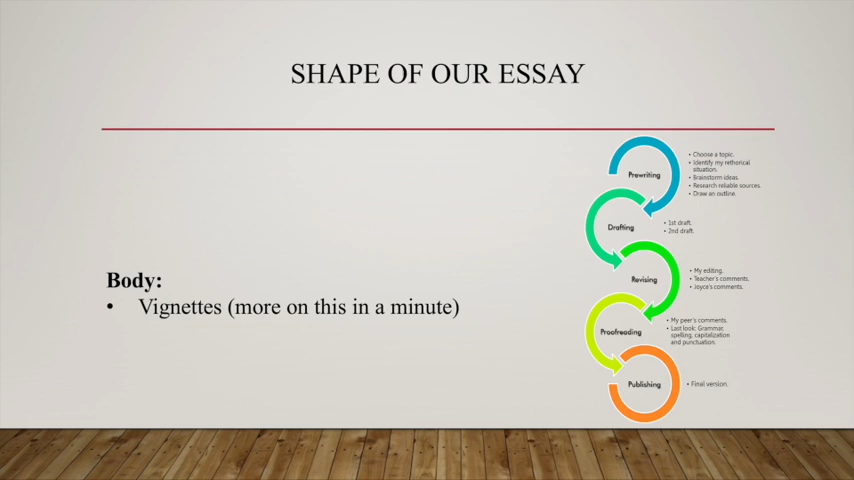 SHAPE OF OUR ESSAY
Body:
• Vignettes (more on this in a minute)
Prewriting
• Choose a topic.
• Identify my rethorical
situation.
• Brainstorm ideas.
• Research reliable sources.
• Draw an outline.
Drafting
• 1st draft.
• 2nd draft.
Revising
• My editing.
• Teacher's comments.
• Joyce's comments.
Proofreading
• My peer's comments.
• Last look: Grammar,
spelling, capitalization
and punctuation.
Publishing
• Final version.